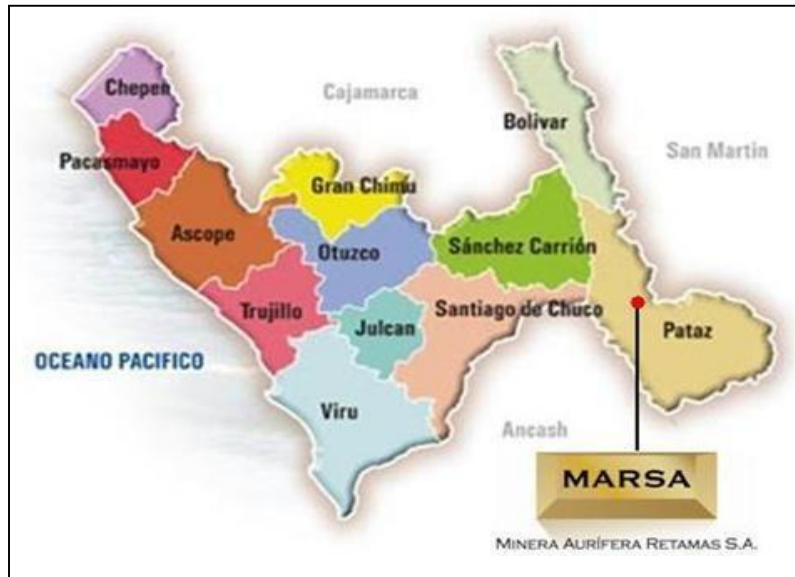 Chepen
Cajamarca
Bolivar
San Martin
Pacasmayo
Gran Chimu
Ascope
Otuzco
Sánchez Carrión
Trujillo
Julcan
Santiago de Chuco
Pataz
OCEANO PACIFICO
Viru
Ancash
MARSA
MINERA AURÍFERA RETAMAS S.A.